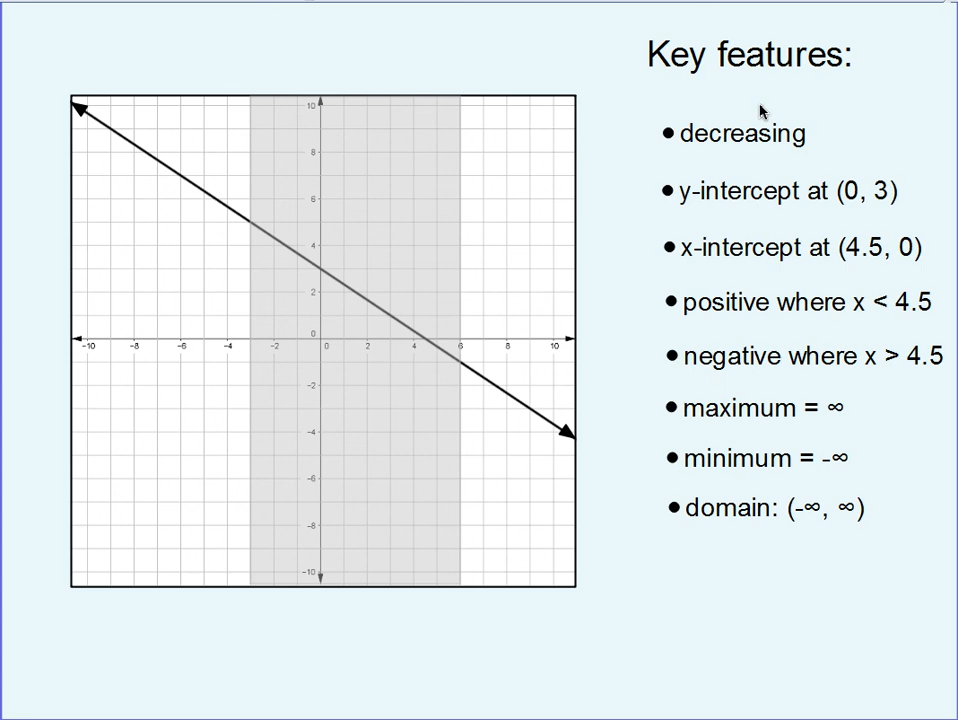 Key features:
• decreasing
• y-intercept at (0, 3)
• x-intercept at (4.5, 0)
• positive where x < 4.5
• negative where x > 4.5
• maximum = ∞
• minimum = -∞
• domain: (-∞, ∞)
10
8
6
4
2
0
-10 -8 -6 -4 -2 0 2 4 6 8 10
-2
-4
-6
-8
-10